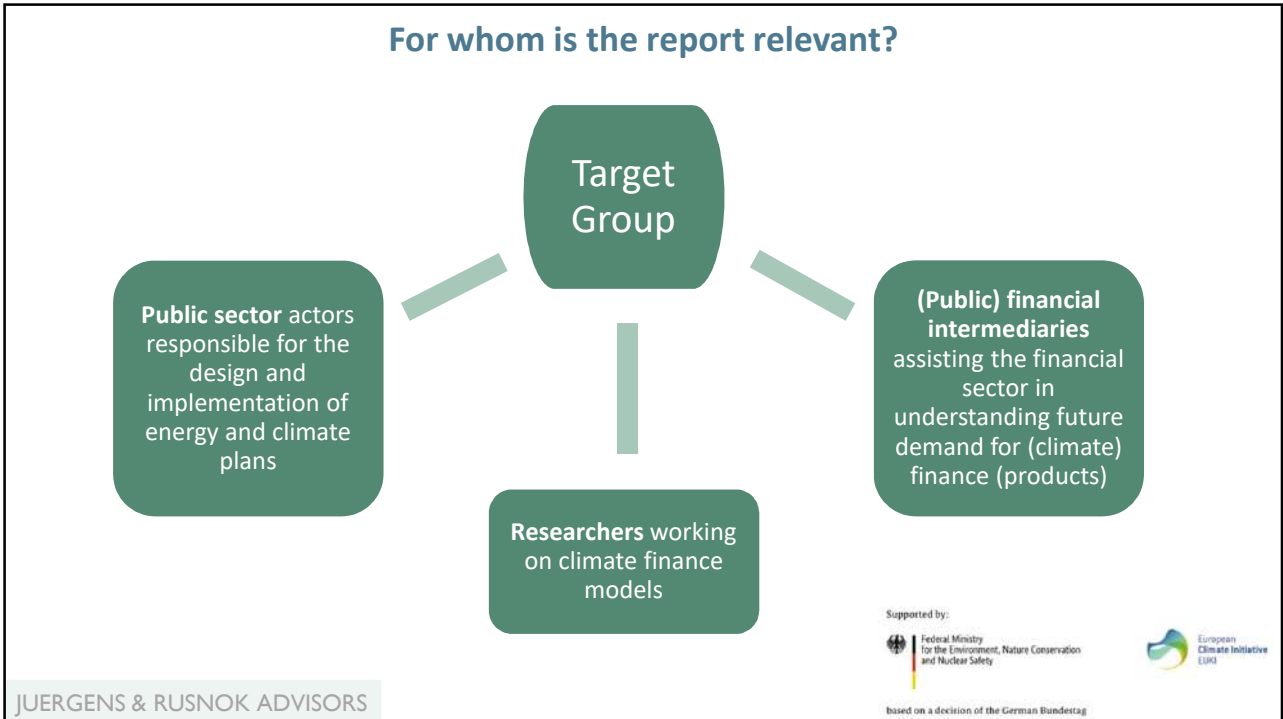 For whom is the report relevant?
Target
Group
Public sector actors
responsible for the
design and
implementation of
energy and climate
plans
Researchers working
on climate finance
models
(Public) financial
intermediaries
assisting the financial
sector in
understanding future
demand for (climate)
finance (products)
Supported by:
Federal Ministry
for the Environment, Nature Conservation
and Nuclear Safety
European
Climate Initiative
EUKI
based on a decision of the German Bundestag
JUERGENS & RUSNOK ADVISORS